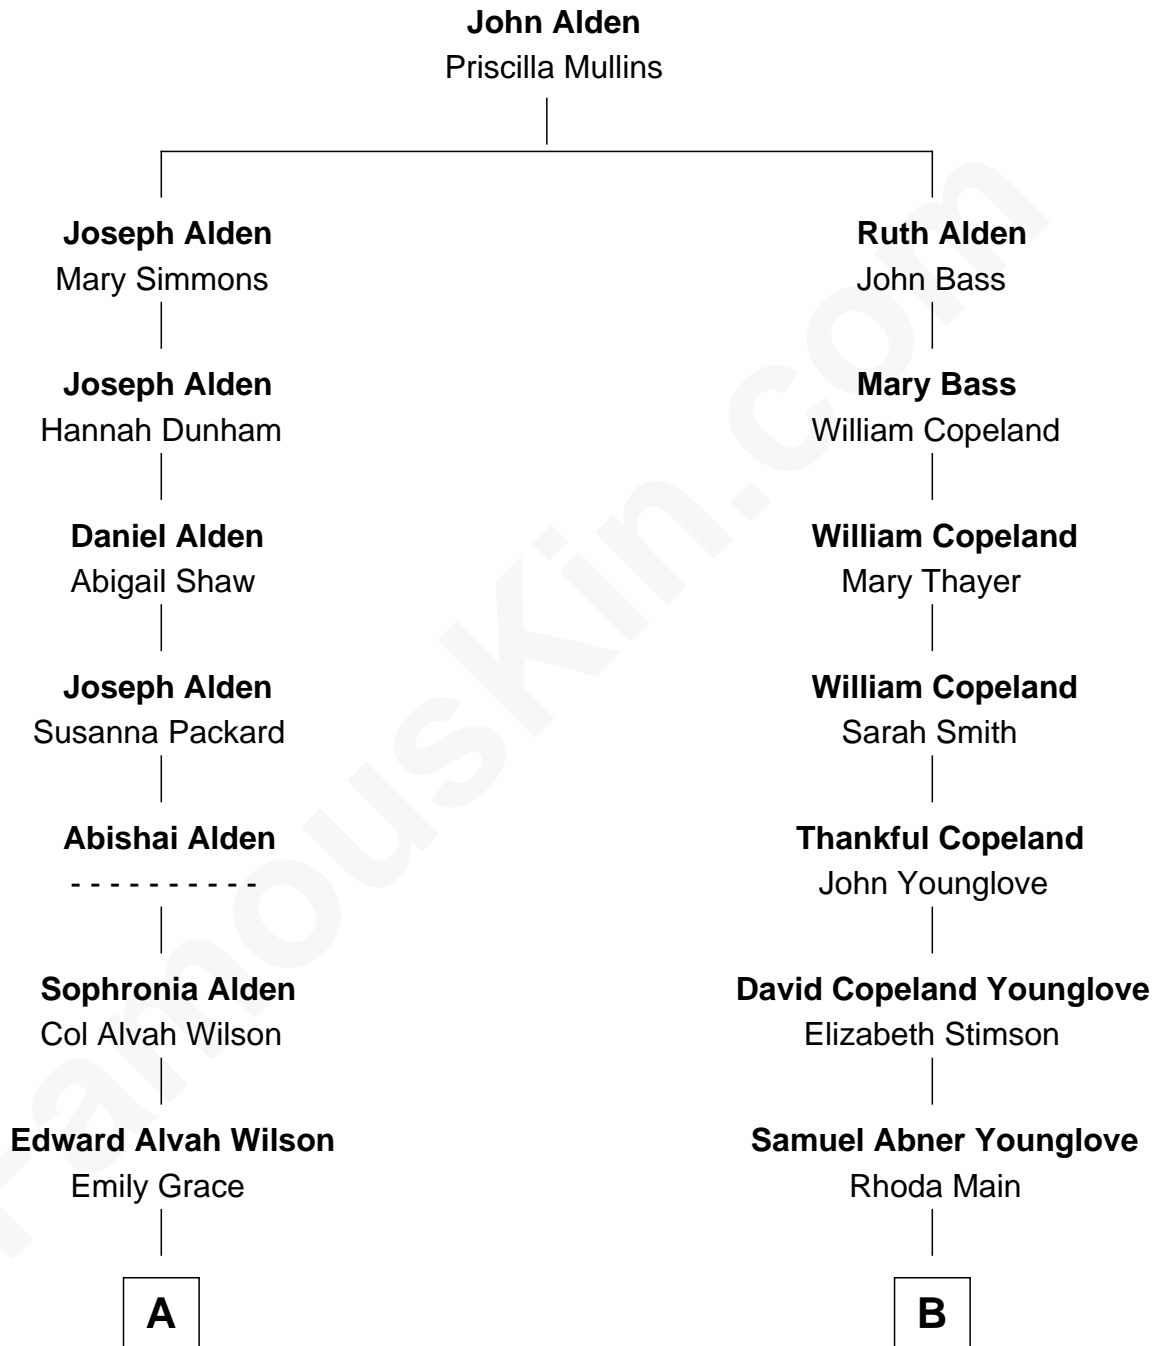 John Alden
Priscilla Mullins
Joseph Alden
Mary Simmons
Ruth Alden
John Bass
Joseph Alden
Hannah Dunham
Mary Bass
William Copeland
Daniel Alden
Abigail Shaw
William Copeland
Mary Thayer
Joseph Alden
Susanna Packard
William Copeland
Sarah Smith
Abishai Alden
- - - - - - - - - -
Thankful Copeland
John Younglove
Sophronia Alden
Col Alvah Wilson
David Copeland Younglove
Elizabeth Stimson
Edward Alvah Wilson
Emily Grace
Samuel Abner Younglove
Rhoda Main
A
B
FamousKin.com